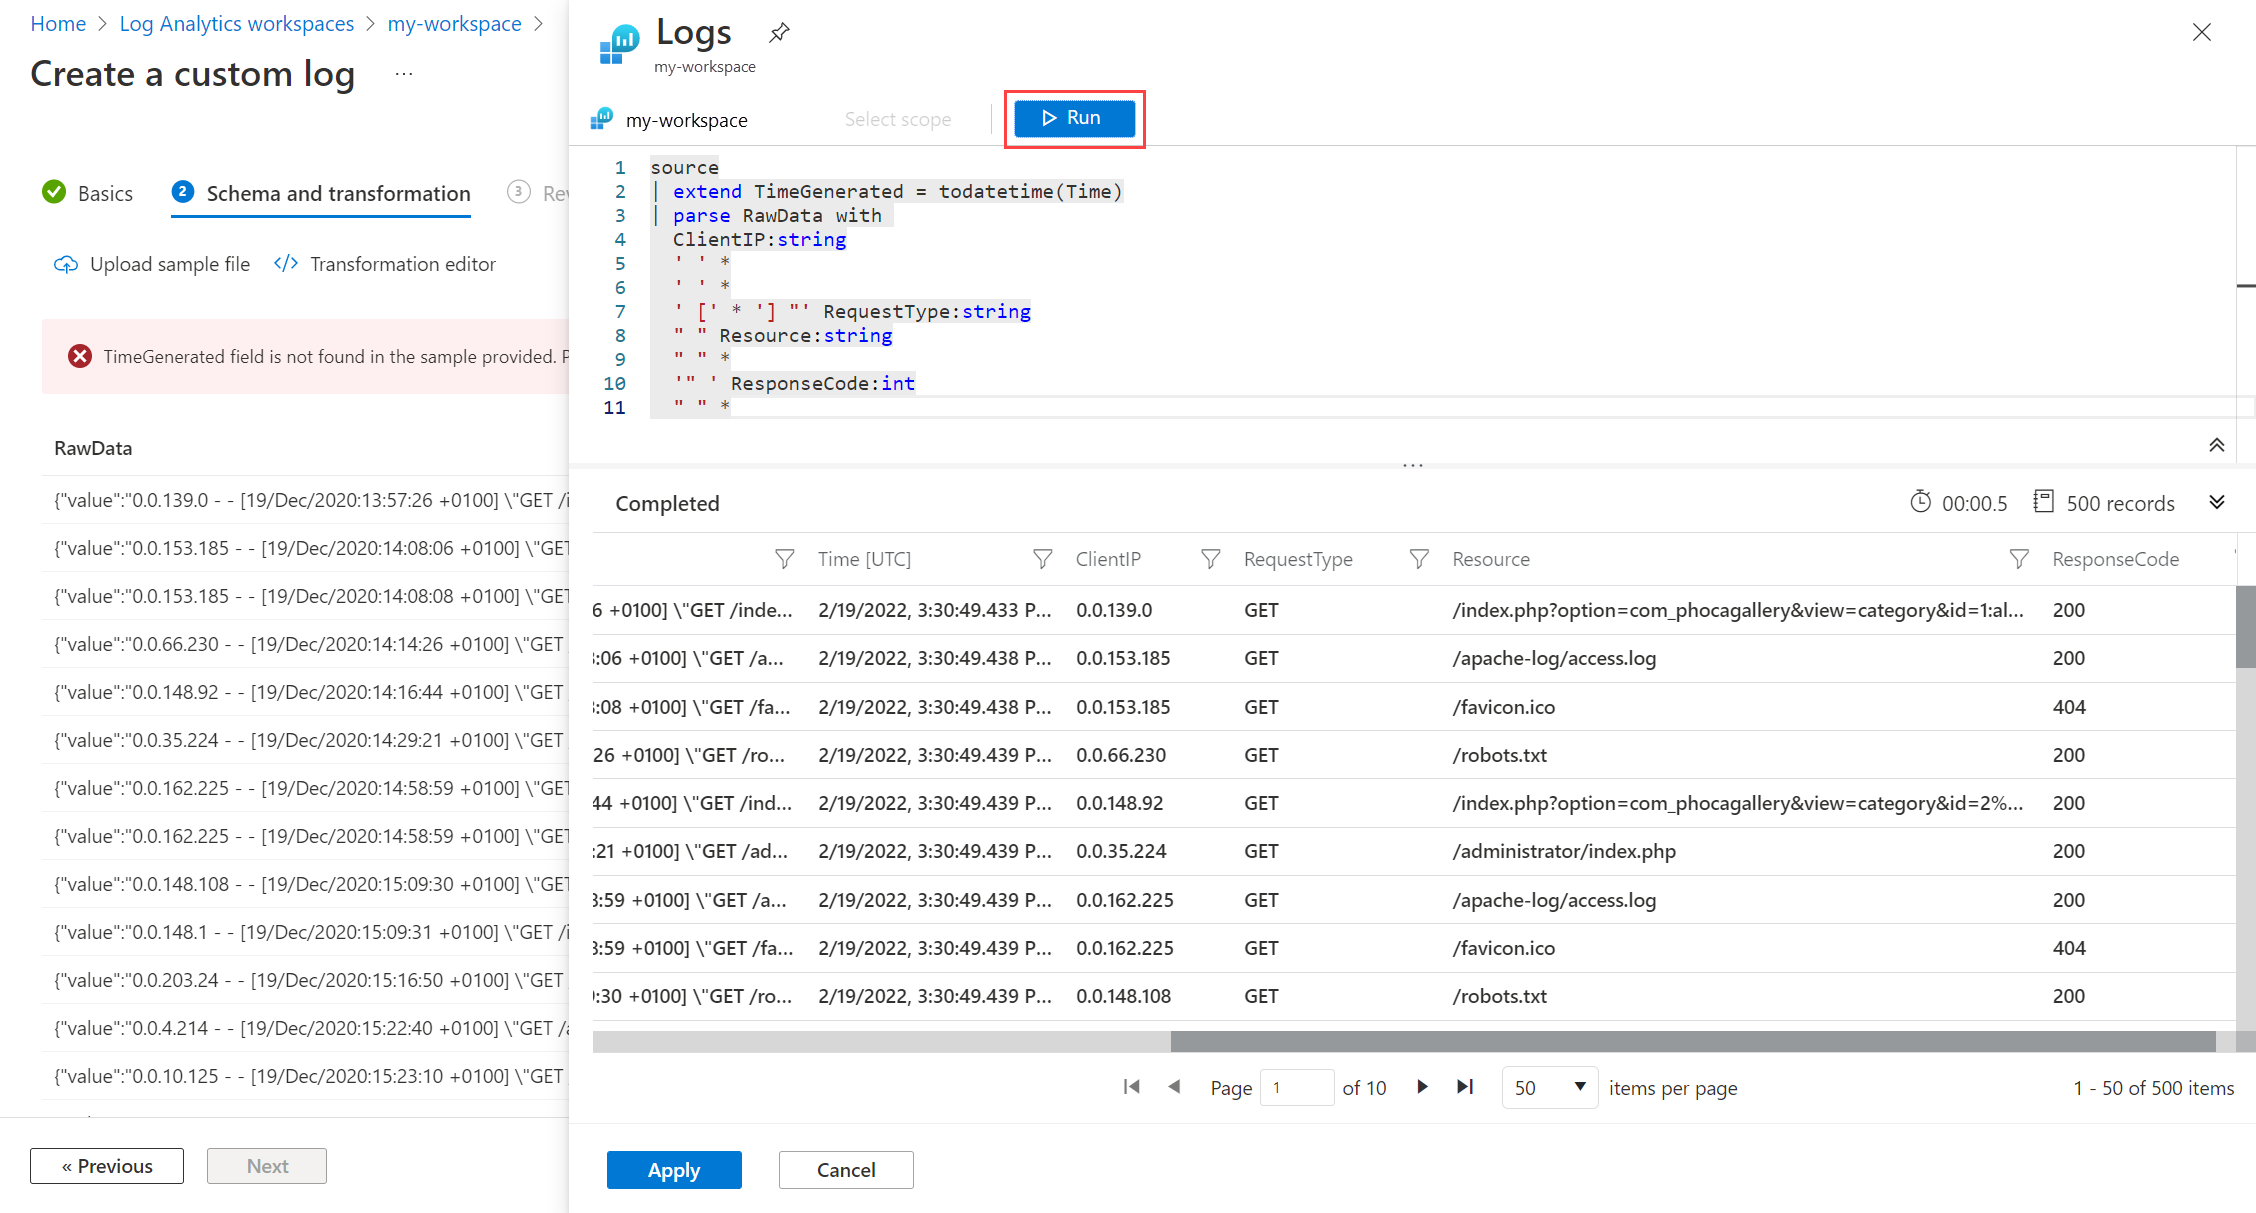 Home > Log Analytics workspaces > my-workspace >
Create a custom log ...
Basics
2 Schema and transformation
3 Re
Upload sample file
</> Transformation editor
TimeGenerated field is not found in the sample provided. P
RawData
{"value":"0.0.139.0 - - [19/Dec/2020:13:57:26 +0100] \"GET /i
{"value":"0.0.153.185 - - [19/Dec/2020:14:08:06 +0100] \"GET
{"value":"0.0.153.185 - - [19/Dec/2020:14:08:08 +0100] \"GET
{"value":"0.0.66.230 - - [19/Dec/2020:14:14:26 +0100] \"GET
{"value":"0.0.148.92 - - [19/Dec/2020:14:16:44 +0100] \"GET
{"value":"0.0.35.224 - - [19/Dec/2020:14:29:21 +0100] \"GET
{"value":"0.0.162.225 - - [19/Dec/2020:14:58:59 +0100] \"GET
{"value":"0.0.162.225 - - [19/Dec/2020:14:58:59 +0100] \"GET
{"value":"0.0.148.108 - - [19/Dec/2020:15:09:30 +0100] \"GET
{"value":"0.0.148.1 - - [19/Dec/2020:15:09:31 +0100] \"GET /i
{"value":"0.0.203.24 - - [19/Dec/2020:15:16:50 +0100] \"GET
{"value":"0.0.4.214 - - [19/Dec/2020:15:22:40 +0100] \"GET /a
{"value":"0.0.10.125 - - [19/Dec/2020:15:23:10 +0100] \"GET
« Previous
Next
Logs
my-workspace
my-workspace
Select scope
Run
1 source
2 | extend TimeGenerated = todatetime(Time)
3 | parse RawData with
4 ClientIP:string
5 ' ' *
6 ' ' *
7 ' [' * '] "' RequestType:string
8 " " Resource:string
9 " " *
10 '" ' ResponseCode:int
11 " " *
...
Completed
00:00.5
500 records
Time [UTC] ClientIP RequestType Resource ResponseCode
6 +0100] \"GET /inde... 2/19/2022, 3:30:49.433 P... 0.0.139.0 GET /index.php?option=com_phocagallery&view=category&id=1:al... 200
:06 +0100] \"GET /a... 2/19/2022, 3:30:49.438 P... 0.0.153.185 GET /apache-log/access.log 200
:08 +0100] \"GET /fa... 2/19/2022, 3:30:49.438 P... 0.0.153.185 GET /favicon.ico 404
26 +0100] \"GET /ro... 2/19/2022, 3:30:49.439 P... 0.0.66.230 GET /robots.txt 200
44 +0100] \"GET /ind... 2/19/2022, 3:30:49.439 P... 0.0.148.92 GET /index.php?option=com_phocagallery&view=category&id=2%... 200
:21 +0100] \"GET /ad... 2/19/2022, 3:30:49.439 P... 0.0.35.224 GET /administrator/index.php 200
:59 +0100] \"GET /a... 2/19/2022, 3:30:49.439 P... 0.0.162.225 GET /apache-log/access.log 200
:59 +0100] \"GET /fa... 2/19/2022, 3:30:49.439 P... 0.0.162.225 GET /favicon.ico 404
:30 +0100] \"GET /ro... 2/19/2022, 3:30:49.439 P... 0.0.148.108 GET /robots.txt 200
Page 1 of 10
50 items per page
1 - 50 of 500 items
Apply
Cancel